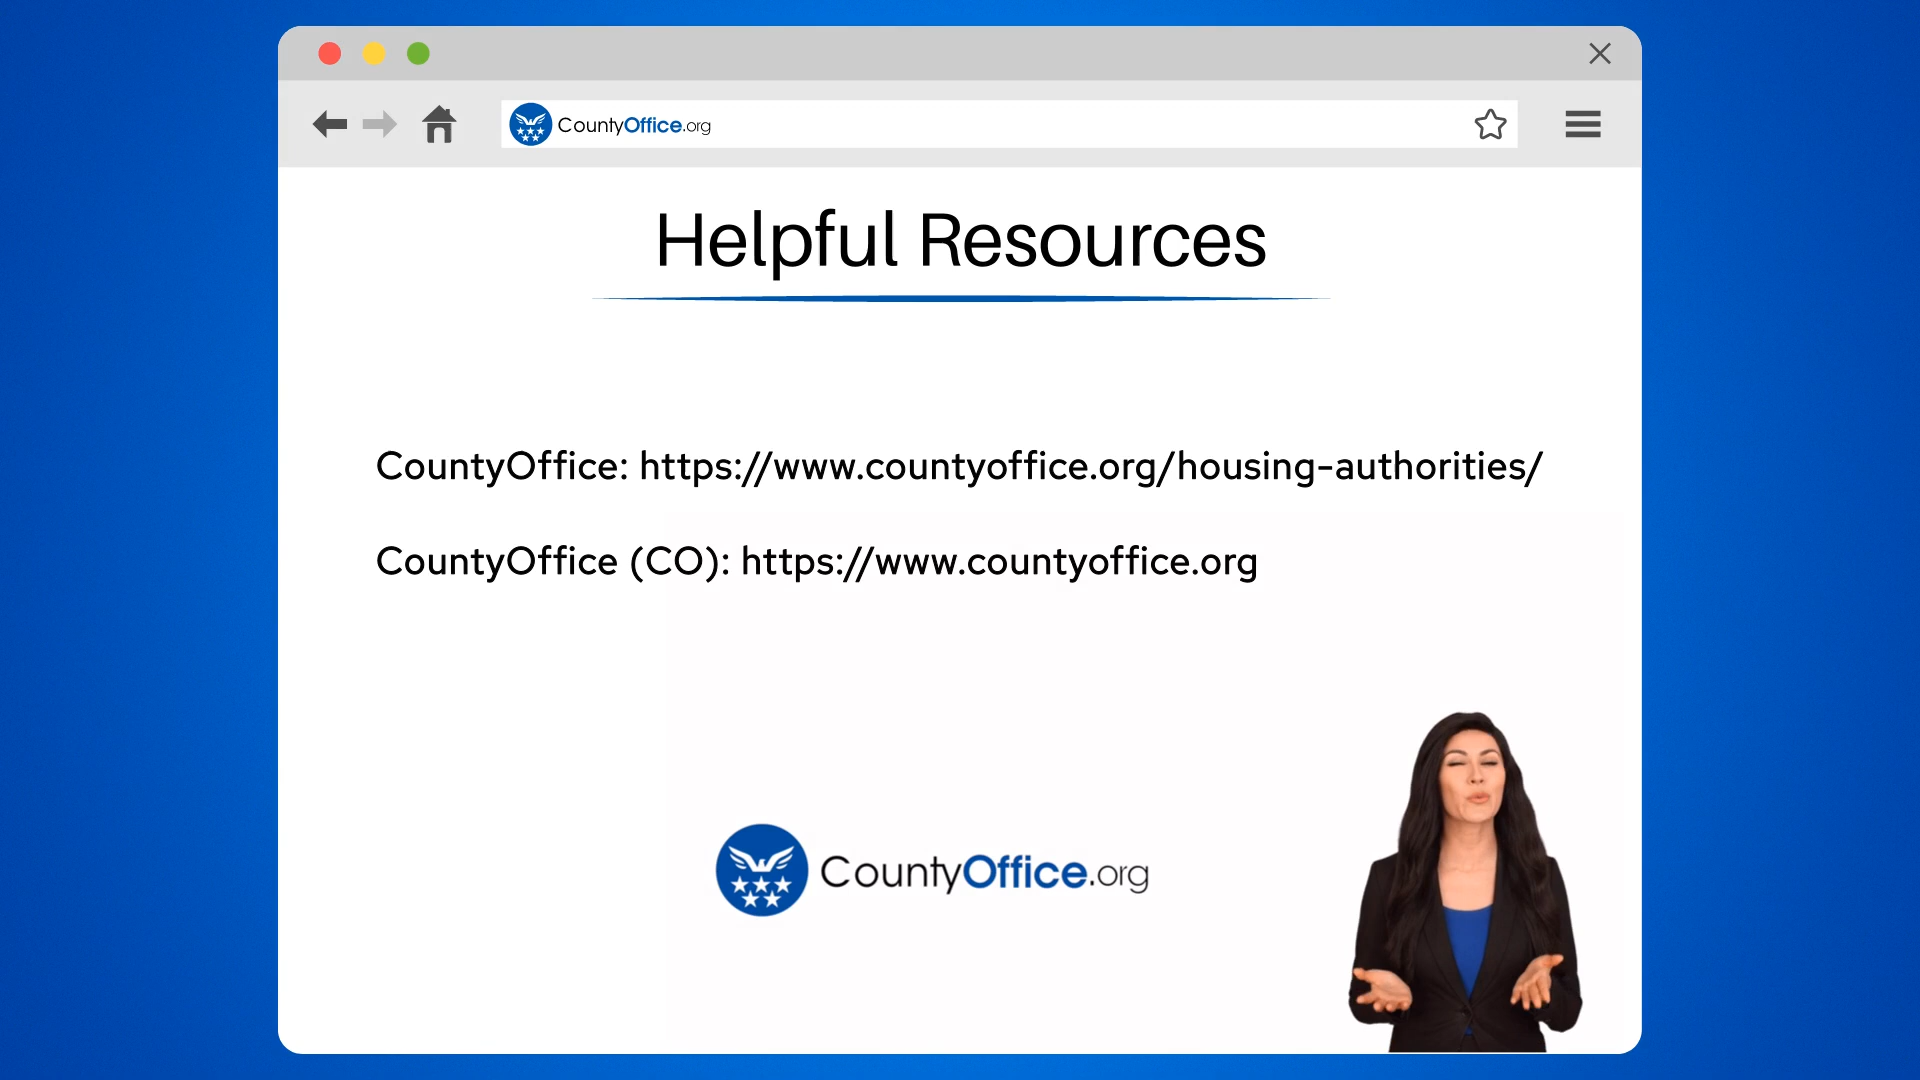 CountyOffice.org
Helpful Resources
CountyOffice: https://www.countyoffice.org/housing-authorities/
CountyOffice (CO): https://www.countyoffice.org
CountyOffice.org